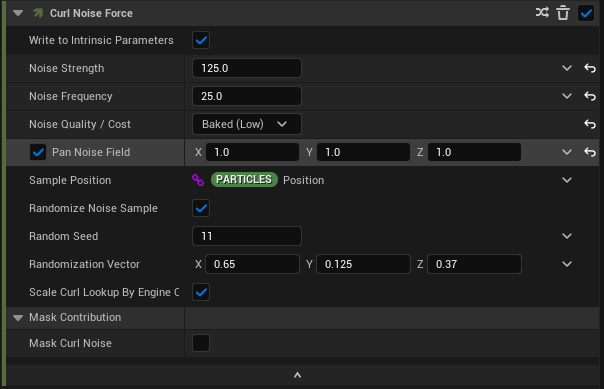 Curl Noise Force
Write to Intrinsic Parameters
Noise Strength 125.0
Noise Frequency 25.0
Noise Quality / Cost Baked (Low)
Pan Noise Field X 1.0 Y 1.0 Z 1.0
Sample Position PARTICLES Position
Randomize Noise Sample
Random Seed 11
Randomization Vector X 0.65 Y 0.125 Z 0.37
Scale Curl Lookup By Engine C
Mask Contribution
Mask Curl Noise